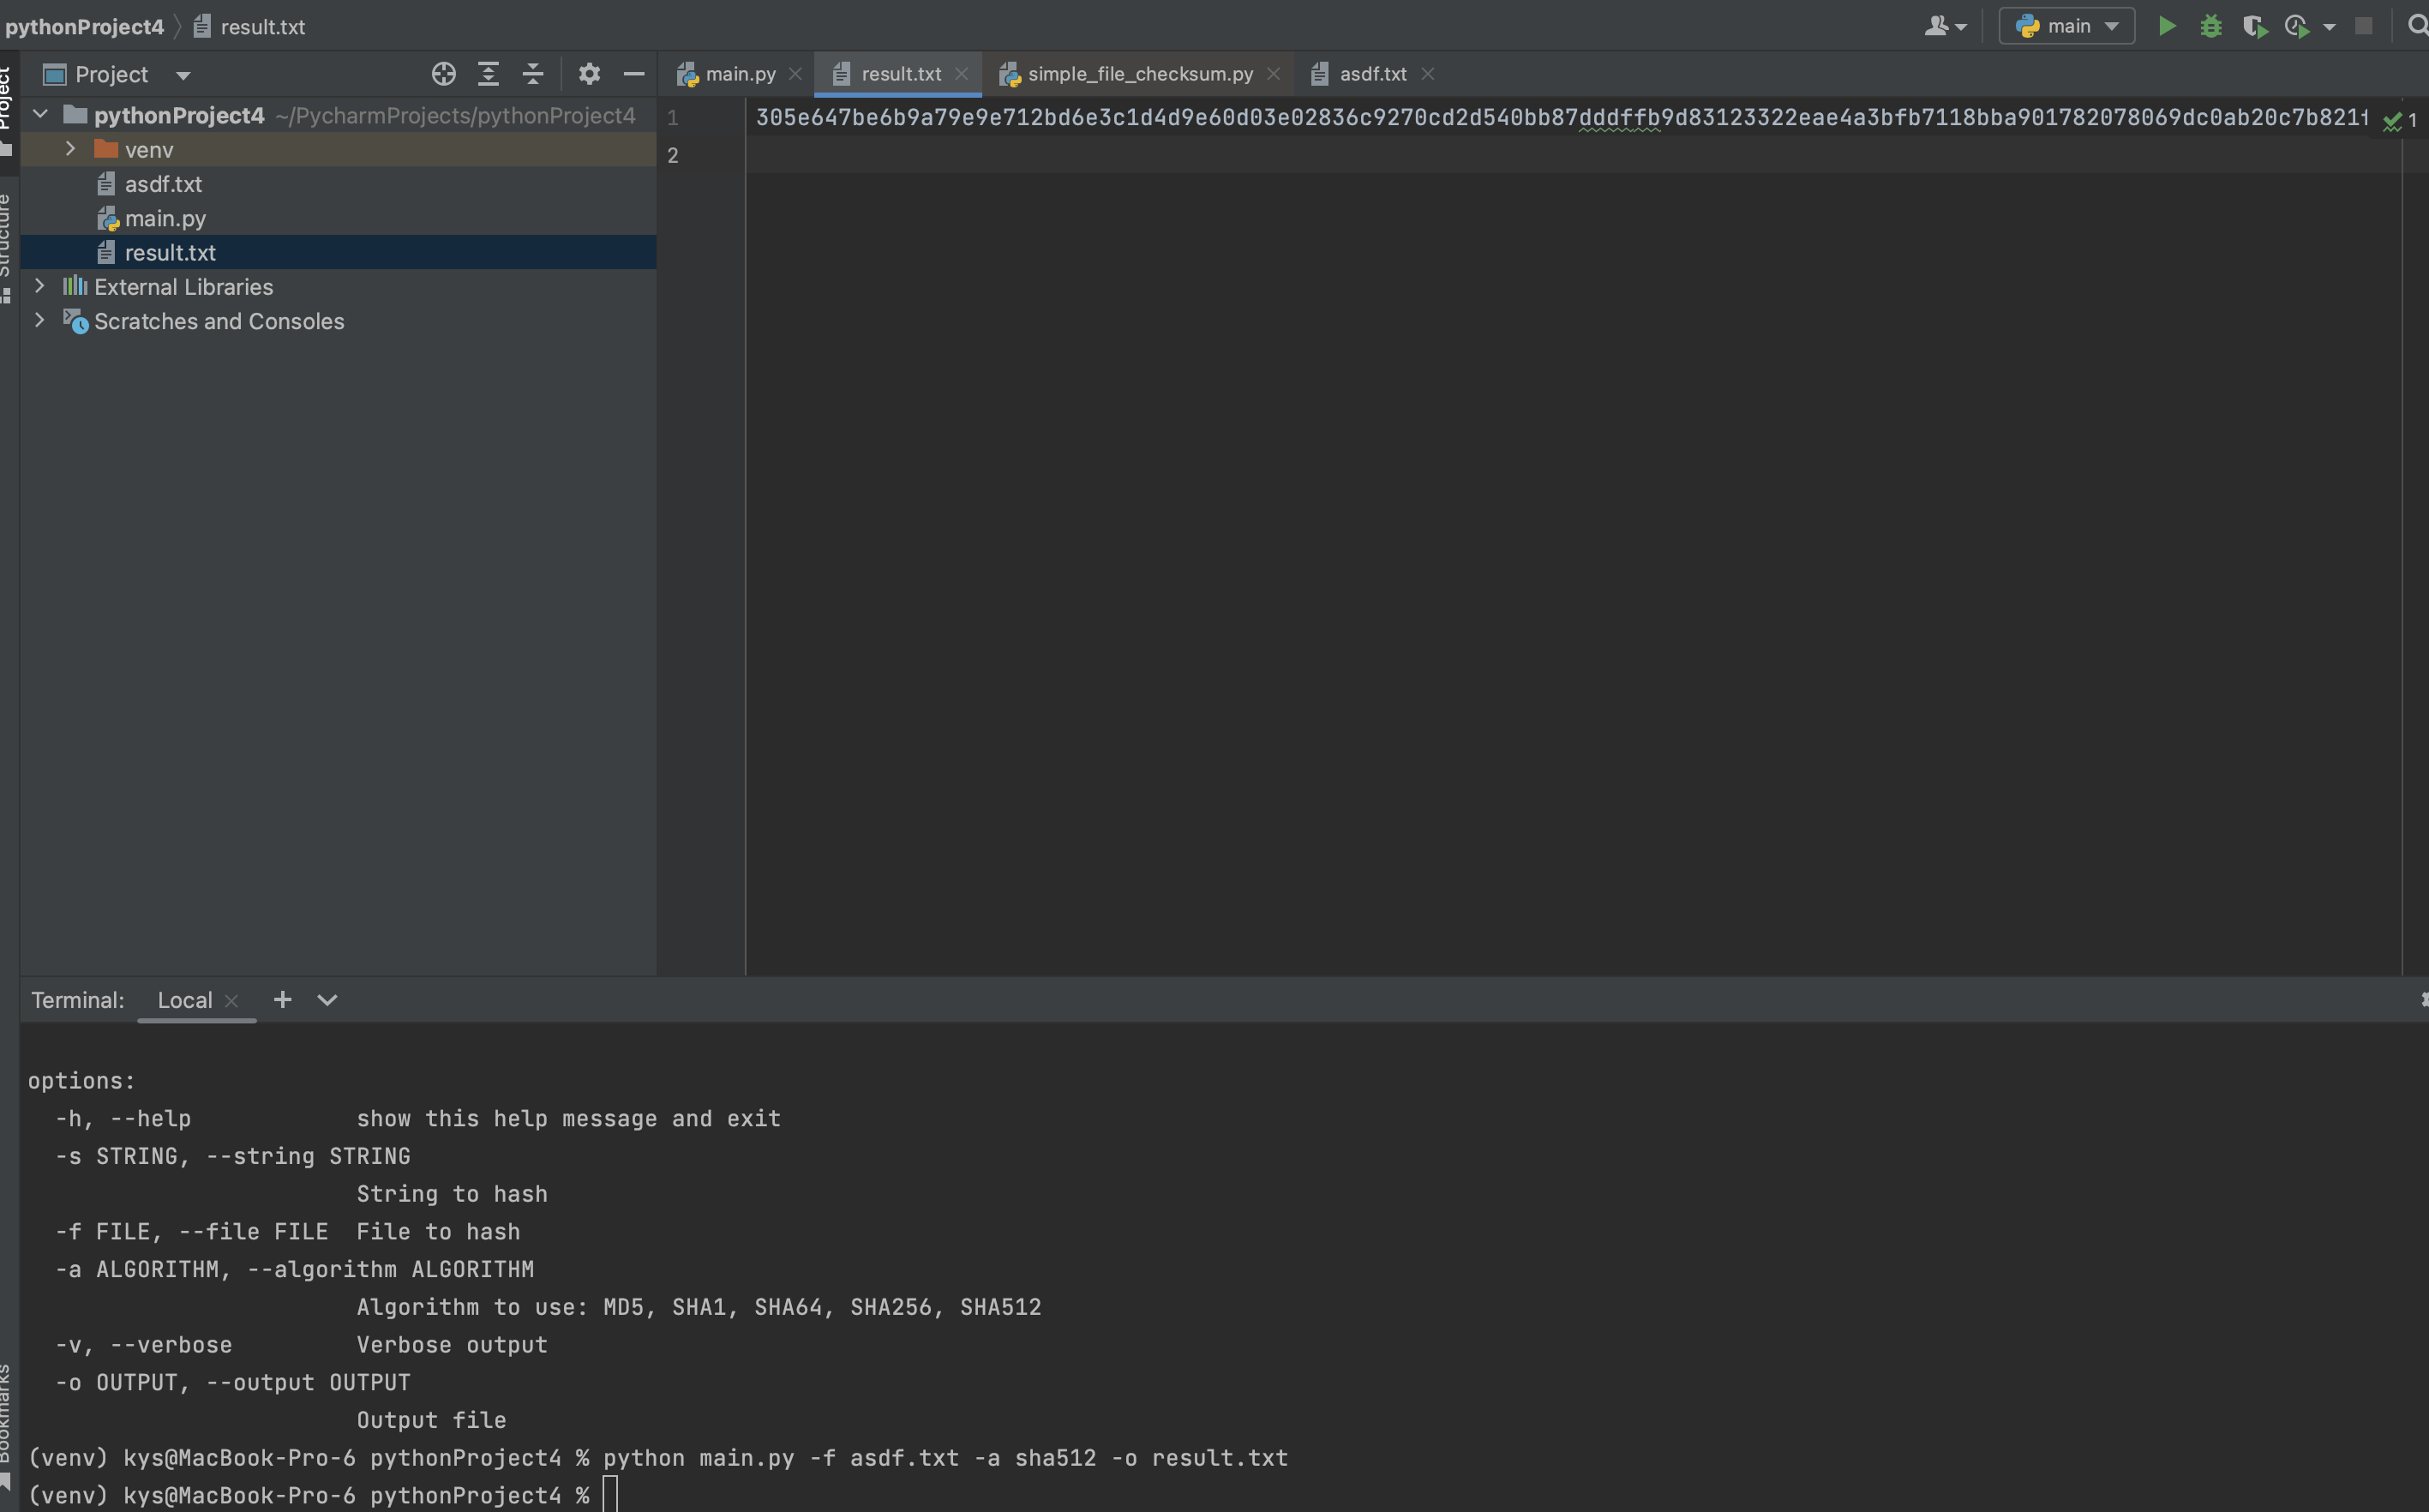 pythonProject4 result.txt
main
Project
Project
main.py result.txt simple_file_checksum.py asdf.txt
pythonProject4 ~/PycharmProjects/pythonProject4
venv
asdf.txt
main.py
result.txt
External Libraries
Scratches and Consoles
Structure
Bookmarks
1 305e647be6b9a79e9e712bd6e3c1d4d9e60d03e02836c9270cd2d540bb87dddffb9d83123322eae4a3bfb7118bba901782078069dc0ab20c7b821f 1
2
Terminal: Local
options:
-h, --help show this help message and exit
-s STRING, --string STRING
String to hash
-f FILE, --file FILE File to hash
-a ALGORITHM, --algorithm ALGORITHM
Algorithm to use: MD5, SHA1, SHA64, SHA256, SHA512
-v, --verbose Verbose output
-o OUTPUT, --output OUTPUT
Output file
(venv) kys@MacBook-Pro-6 pythonProject4 % python main.py -f asdf.txt -a sha512 -o result.txt
(venv) kys@MacBook-Pro-6 pythonProject4 %